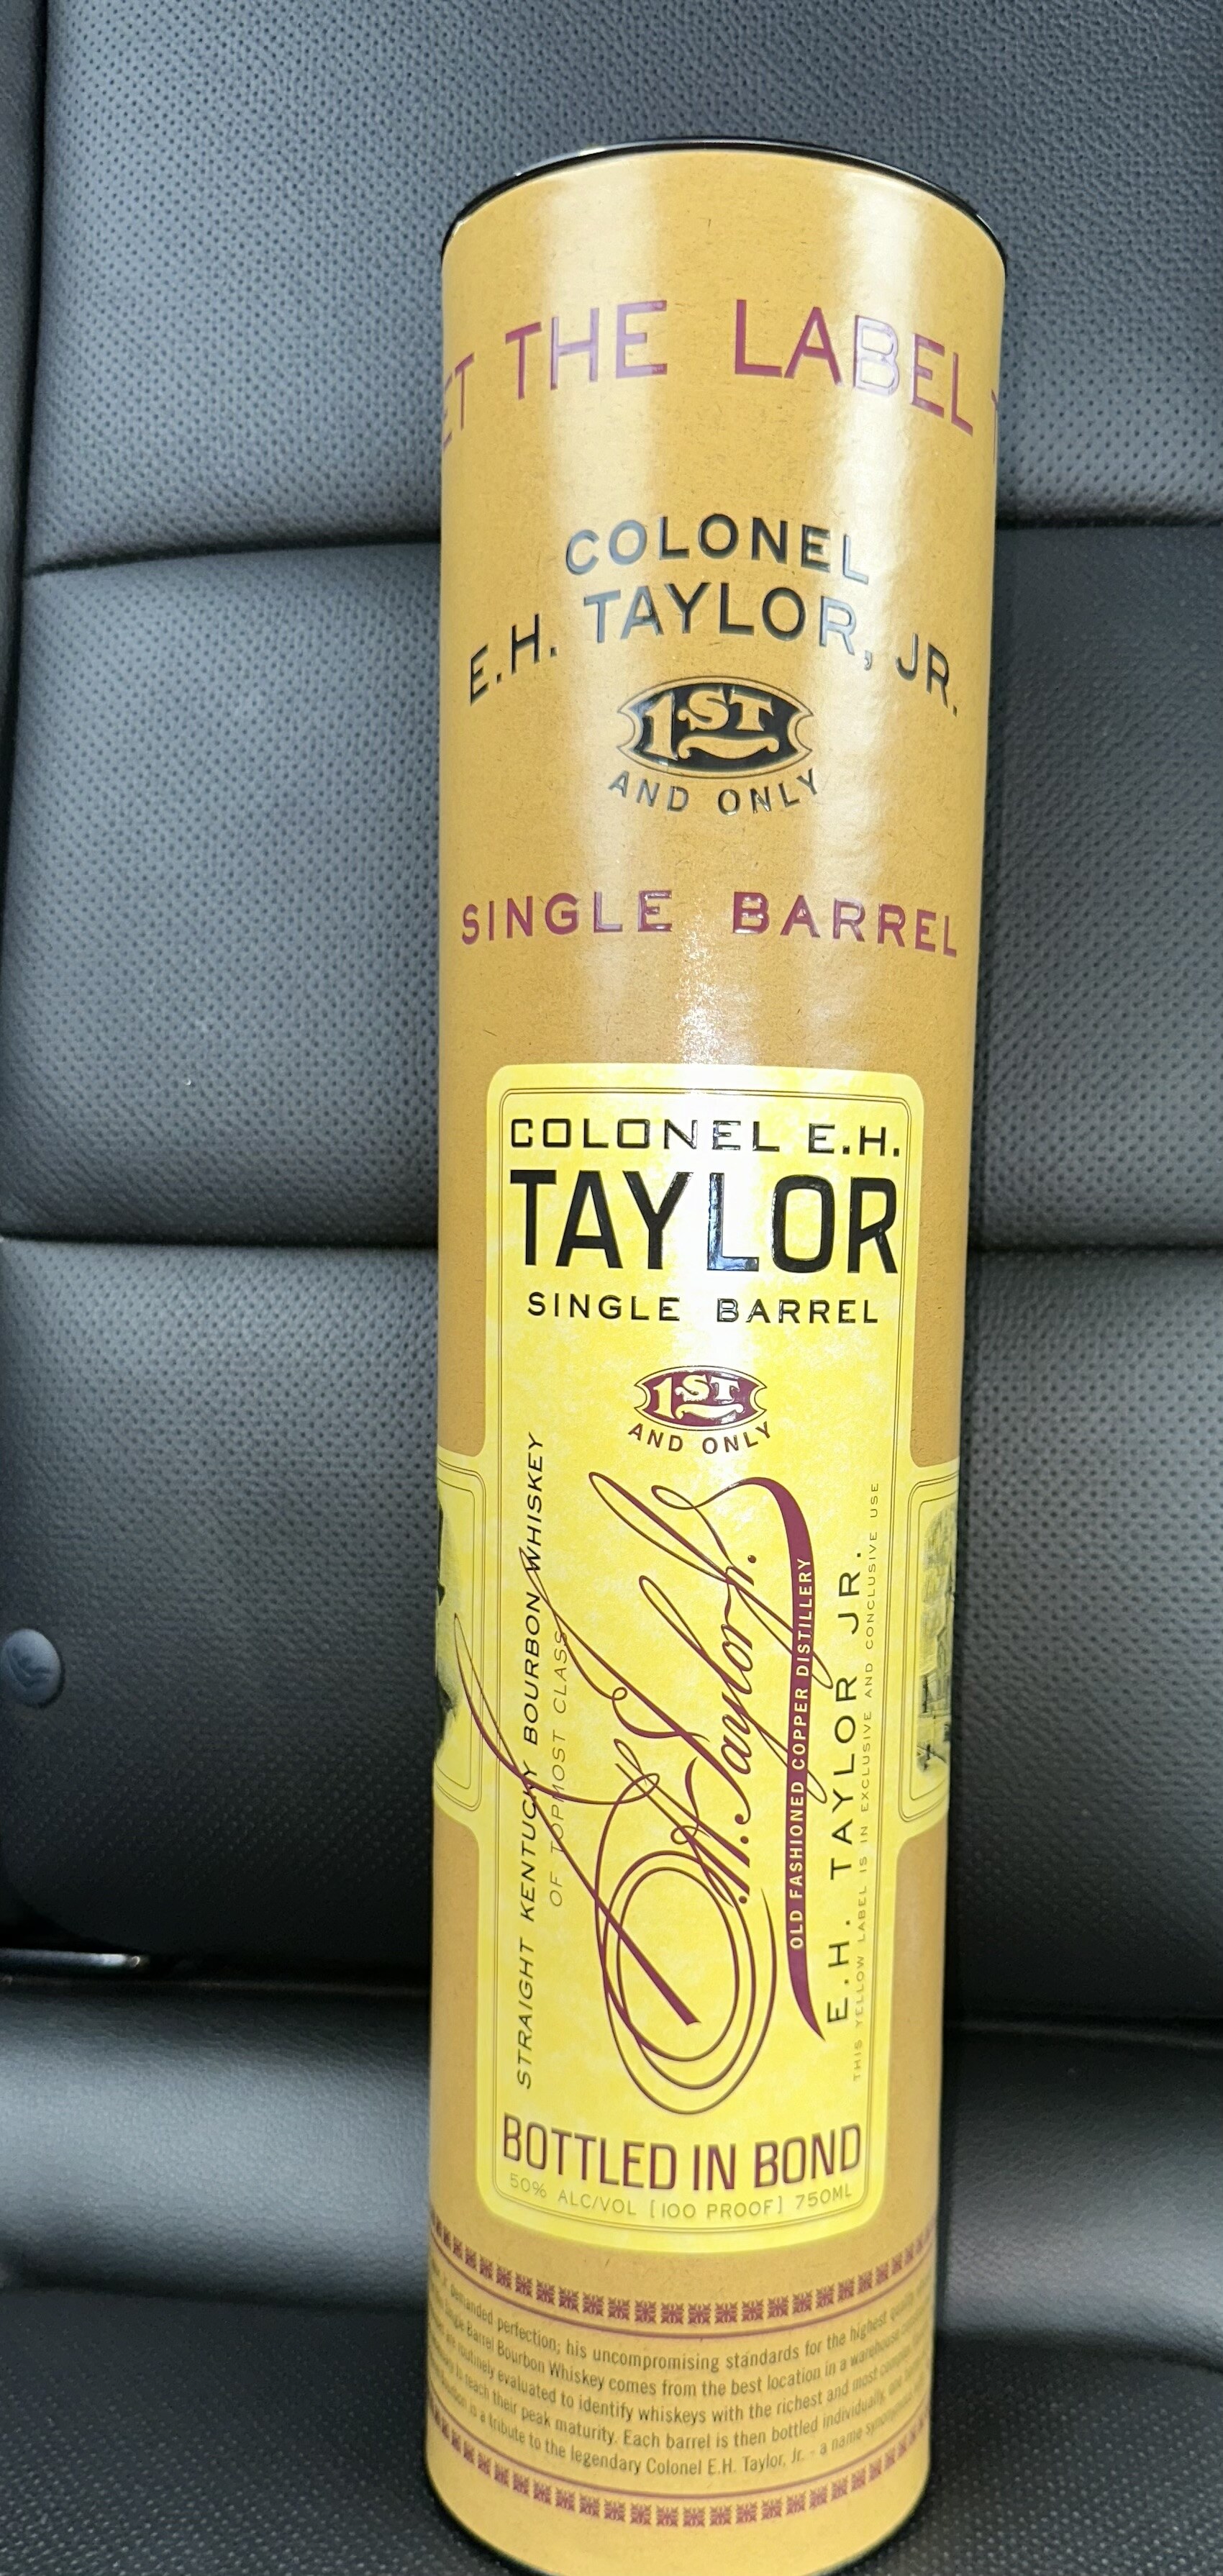 ET THE LABEL
COLONEL
E.H. TAYLOR, JR.
1ST
AND ONLY
SINGLE BARREL
COLONEL E.H.
TAYLOR
SINGLE BARREL
1ST
AND ONLY
STRAIGHT KENTUCKY BOURBON WHISKEY
OF TOPMOST CLASS
E.H. Taylor, Jr.
OLD FASHIONED COPPER DISTILLERY
E.H. TAYLOR JR.
THIS YELLOW LABEL IS IN EXCLUSIVE AND CONCLUSIVE USE
BOTTLED IN BOND
50% ALC/VOL [100 PROOF] 750ML
demanded perfection; his uncompromising standards for the highest
Single Barrel Bourbon Whiskey comes from the best location in a warehouse
are routinely evaluated to identify whiskeys with the richest and most
to reach their peak maturity. Each barrel is then bottled individually,
is a tribute to the legendary Colonel E.H. Taylor, Jr. - a name